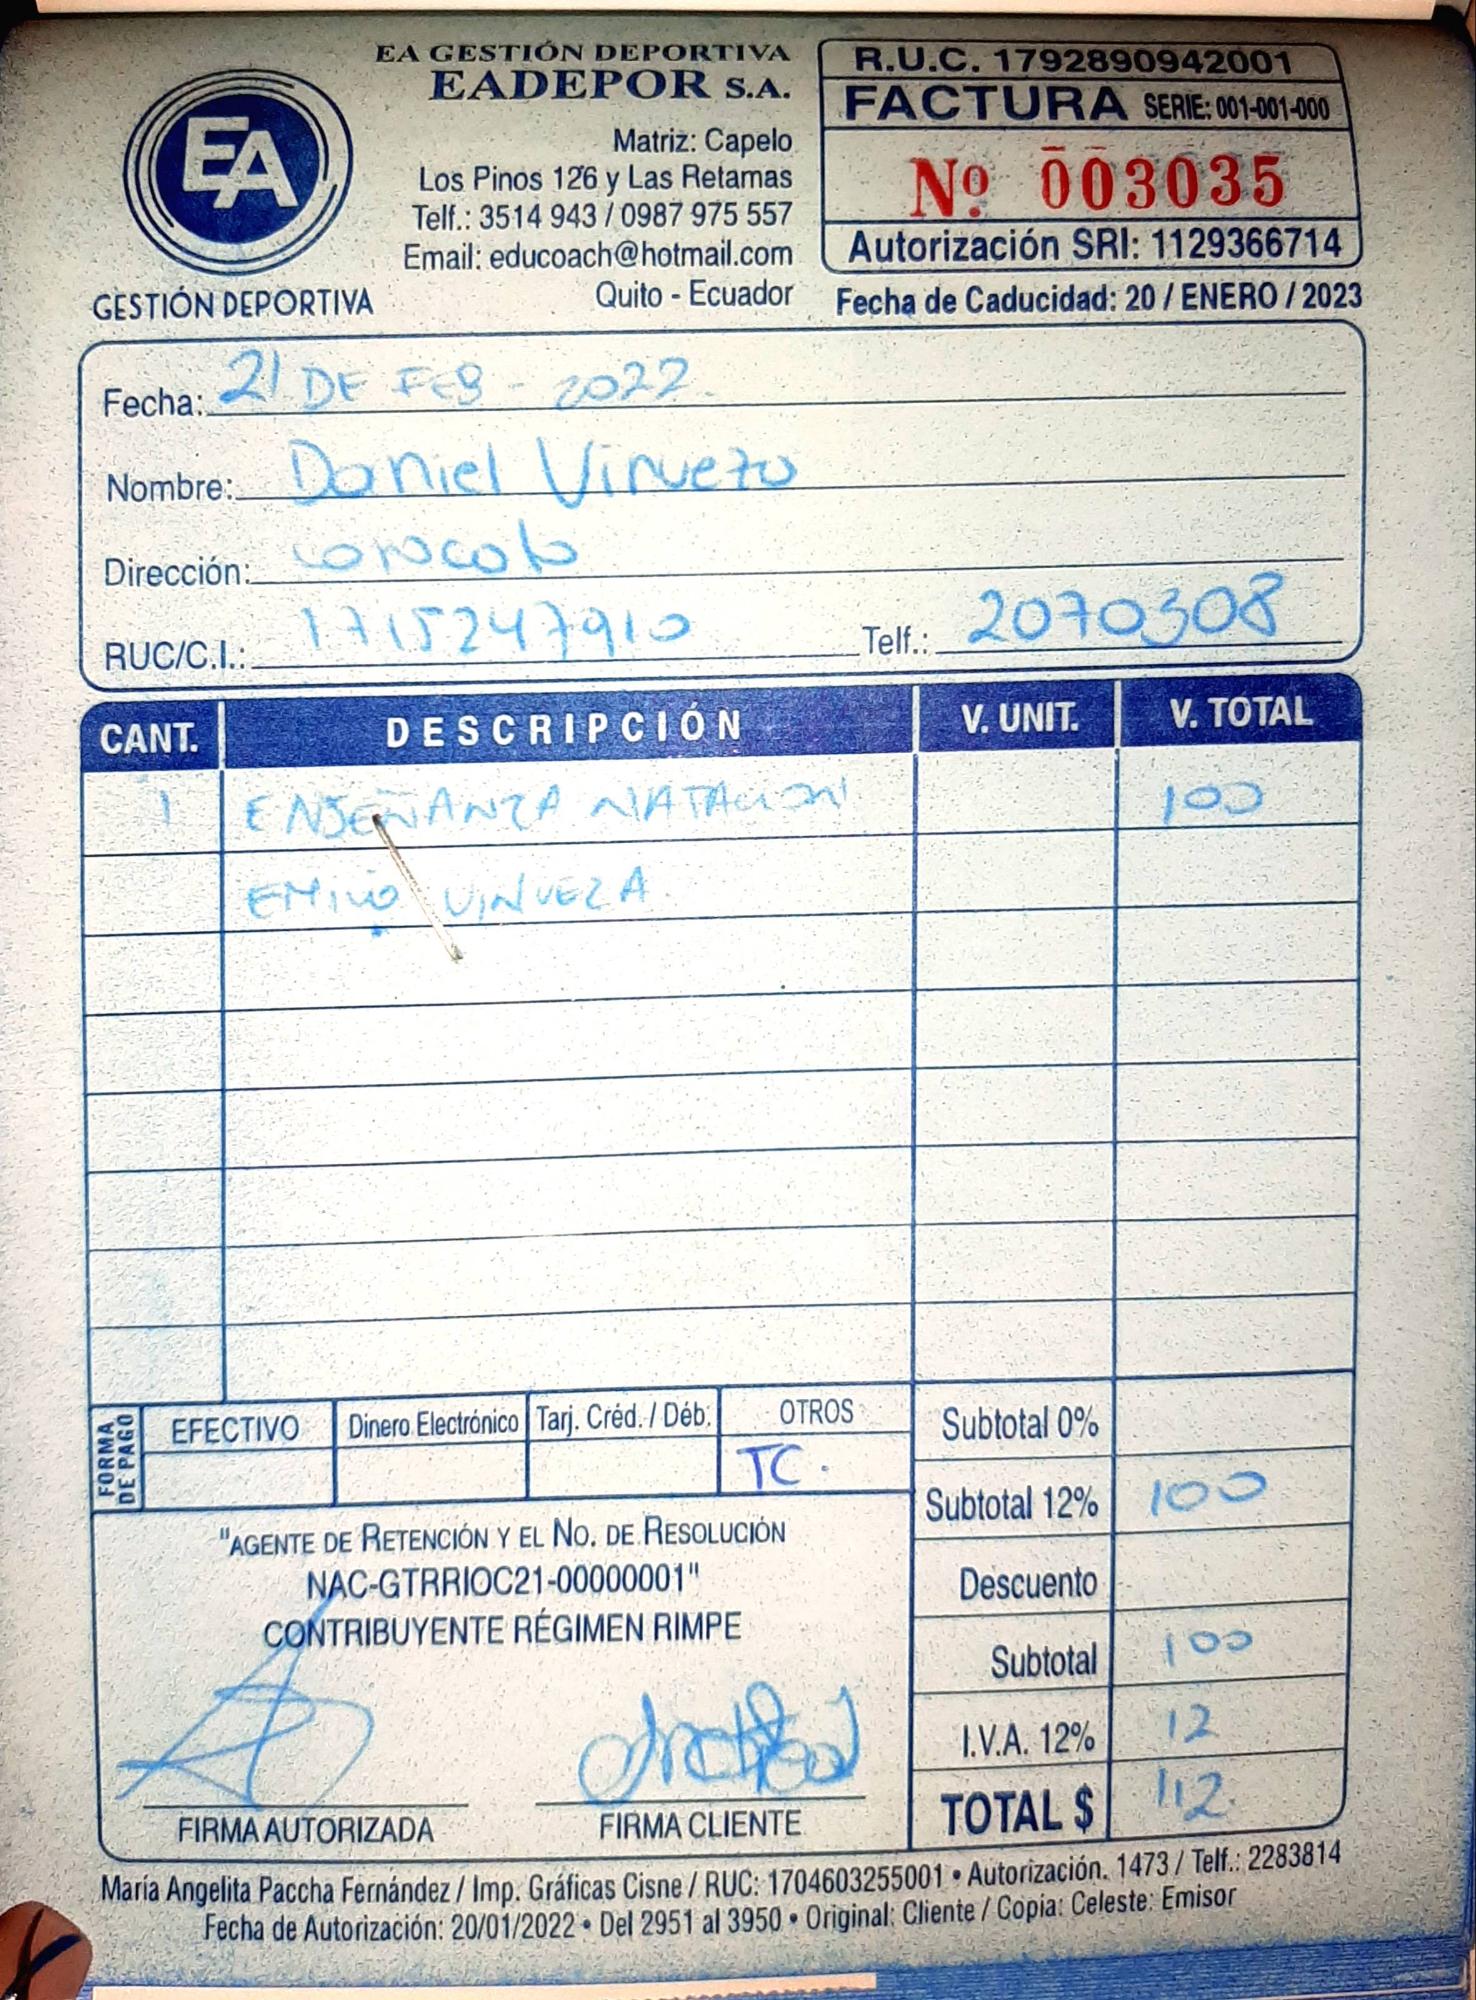 EA GESTIÓN DEPORTIVA
EADEPOR S.A.
EA
GESTIÓN DEPORTIVA
Matriz: Capelo
Los Pinos 126 y Las Retamas
Telf.: 3514 943 / 0987 975 557
Email: educoach@hotmail.com
Quito - Ecuador
R.U.C. 1792890942001
FACTURA SERIE: 001-001-000
Nº 003035
Autorización SRI: 1129366714
Fecha de Caducidad: 20 / ENERO / 2023
Fecha: 21 DE FEB - 2022
Nombre: Daniel
Dirección:
RUC/C.I.: 1715247910 Telf.: 2070308
CANT. DESCRIPCIÓN V. UNIT. V. TOTAL
1 ENSEÑANZA NATACION 100
EMILIO VINUEZA
FORMA DE PAGO
EFECTIVO Dinero Electrónico Tarj. Créd. / Déb. OTROS
TC.
Subtotal 0%
Subtotal 12% 100
Descuento
Subtotal 100
I.V.A. 12% 12
TOTAL $ 112
"AGENTE DE RETENCIÓN Y EL NO. DE RESOLUCIÓN
NAC-GTRRIOC21-00000001"
CONTRIBUYENTE RÉGIMEN RIMPE
FIRMA AUTORIZADA FIRMA CLIENTE
María Angelita Paccha Fernández / Imp. Gráficas Cisne / RUC: 1704603255001 • Autorización. 1473 / Telf.: 2283814
Fecha de Autorización: 20/01/2022 • Del 2951 al 3950 • Original: Cliente / Copia: Celeste: Emisor